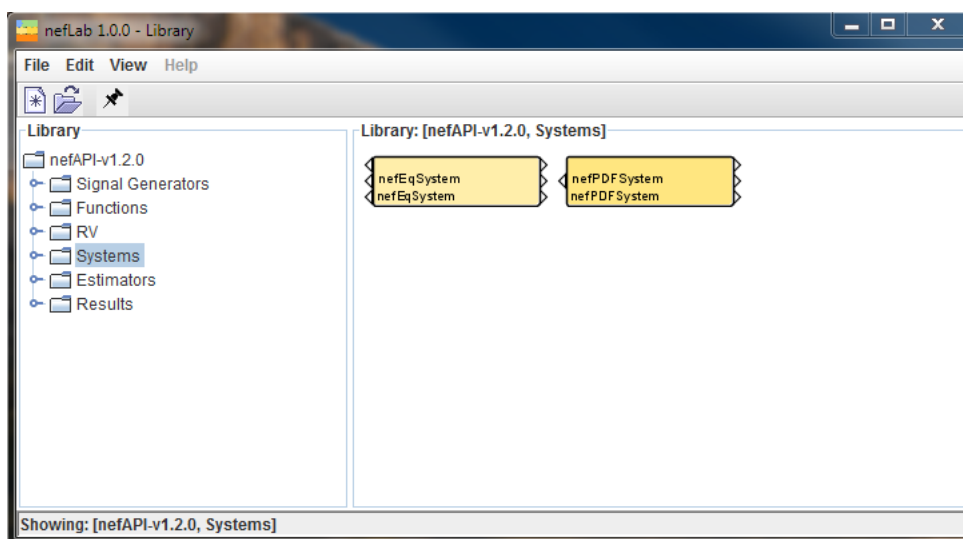 nefLab 1.0.0 - Library
File Edit View Help
Library
nefAPI-v1.2.0
Signal Generators
Functions
RV
Systems
Estimators
Results
Library: [nefAPI-v1.2.0, Systems]
nefEqSystem
nefEqSystem
nefPDFSystem
nefPDFSystem
Showing: [nefAPI-v1.2.0, Systems]